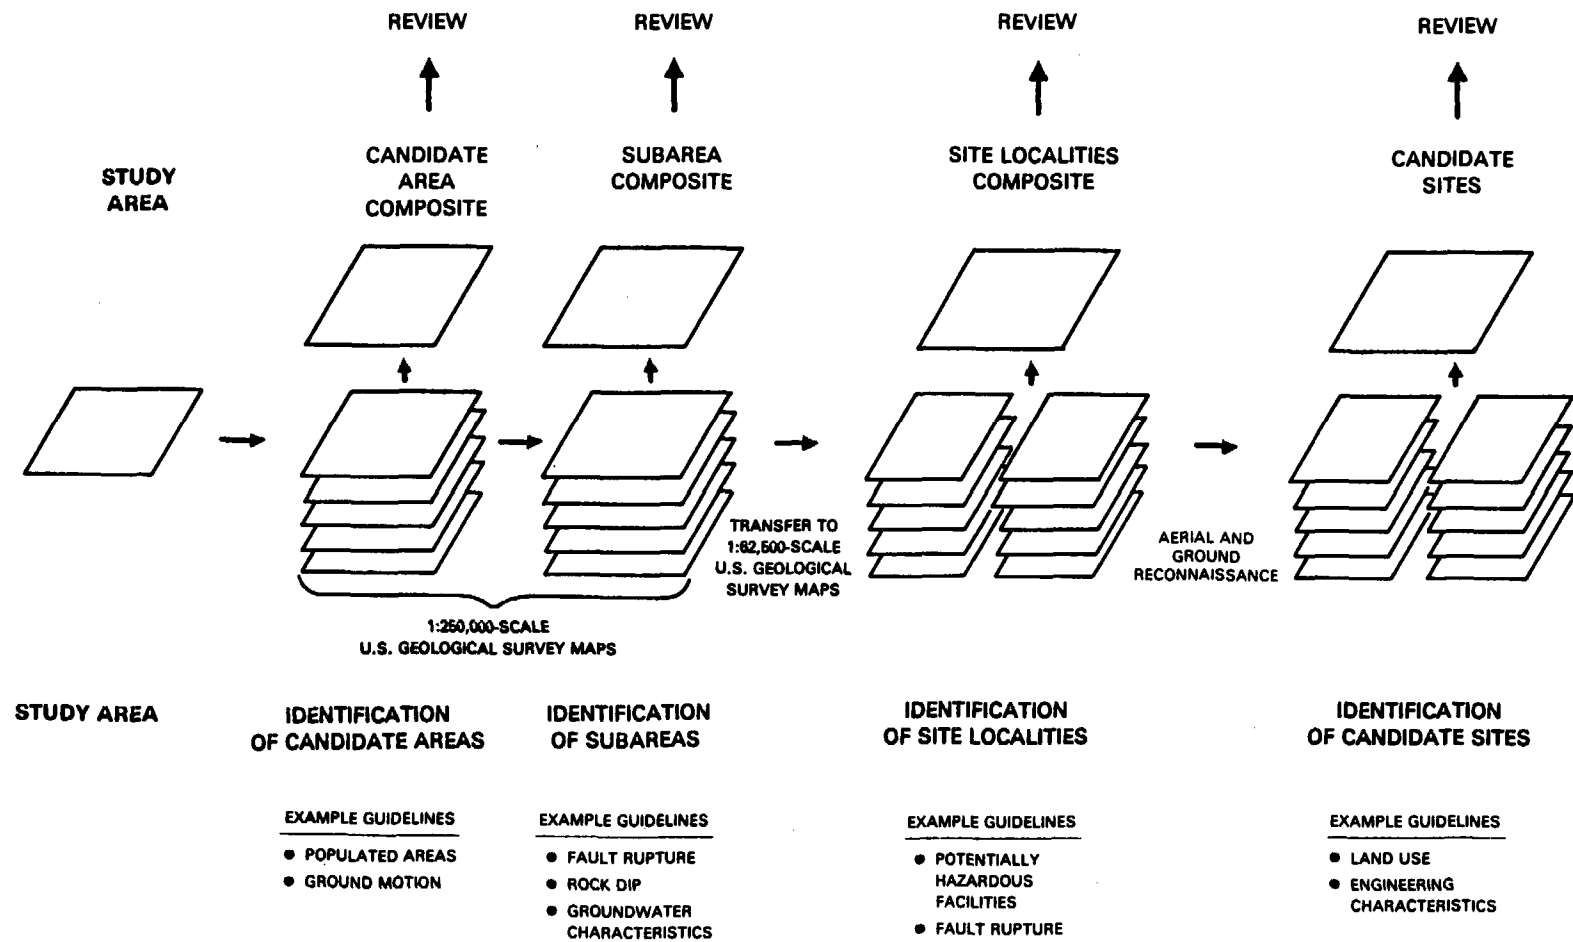 REVIEW
REVIEW
REVIEW
REVIEW
STUDY
AREA
CANDIDATE
AREA
COMPOSITE
SUBAREA
COMPOSITE
SITE LOCALITIES
COMPOSITE
CANDIDATE
SITES
TRANSFER TO
1:62,500-SCALE
U.S. GEOLOGICAL
SURVEY MAPS
AERIAL AND
GROUND
RECONNAISSANCE
1:250,000-SCALE
U.S. GEOLOGICAL SURVEY MAPS
STUDY AREA
IDENTIFICATION
OF CANDIDATE AREAS
IDENTIFICATION
OF SUBAREAS
IDENTIFICATION
OF SITE LOCALITIES
IDENTIFICATION
OF CANDIDATE SITES
EXAMPLE GUIDELINES
● POPULATED AREAS
● GROUND MOTION
EXAMPLE GUIDELINES
● FAULT RUPTURE
● ROCK DIP
● GROUNDWATER
CHARACTERISTICS
EXAMPLE GUIDELINES
● POTENTIALLY
HAZARDOUS
FACILITIES
● FAULT RUPTURE
EXAMPLE GUIDELINES
● LAND USE
● ENGINEERING
CHARACTERISTICS